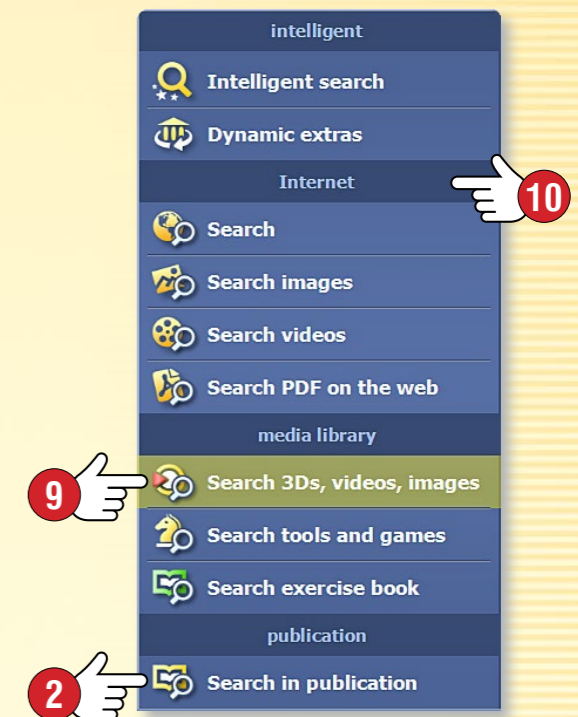 intelligent
Intelligent search
Dynamic extras
Internet
10
Search
Search images
Search videos
Search PDF on the web
media library
9
Search 3Ds, videos, images
Search tools and games
Search exercise book
publication
2
Search in publication